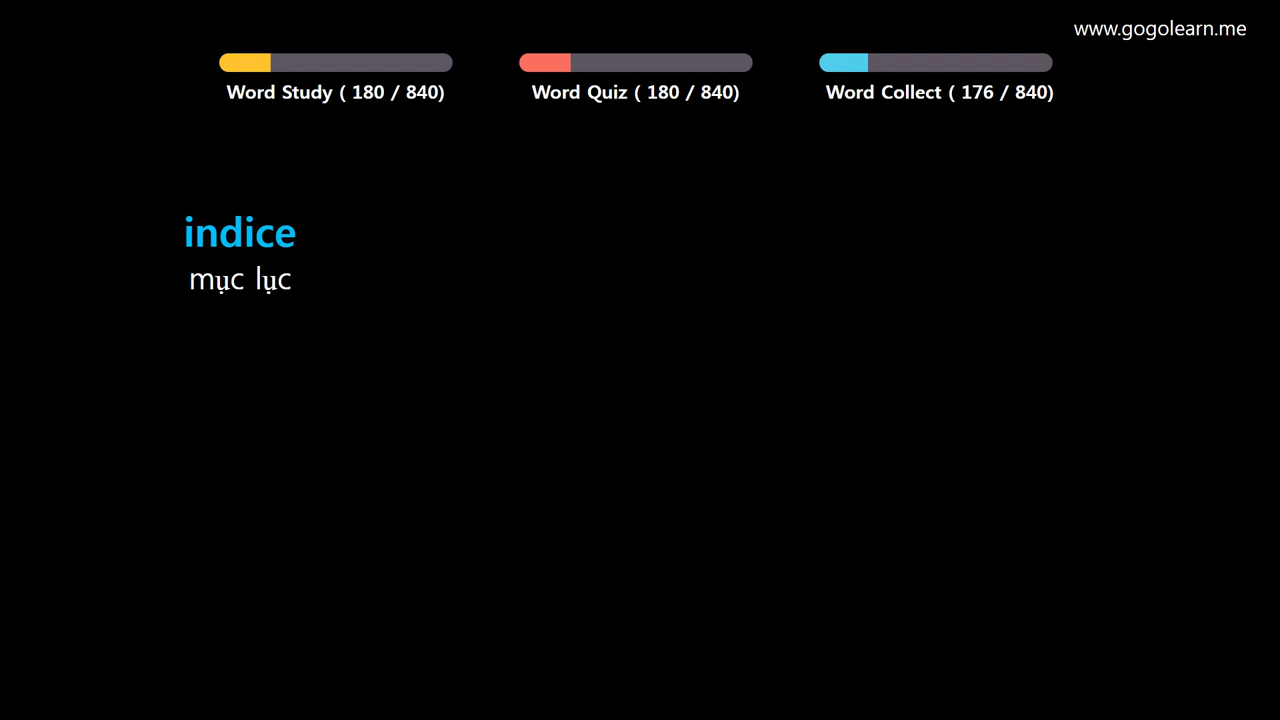 www.gogolearn.me
Word Study ( 180 / 840)
Word Quiz ( 180 / 840)
Word Collect ( 176 / 840)
indice
mục lục